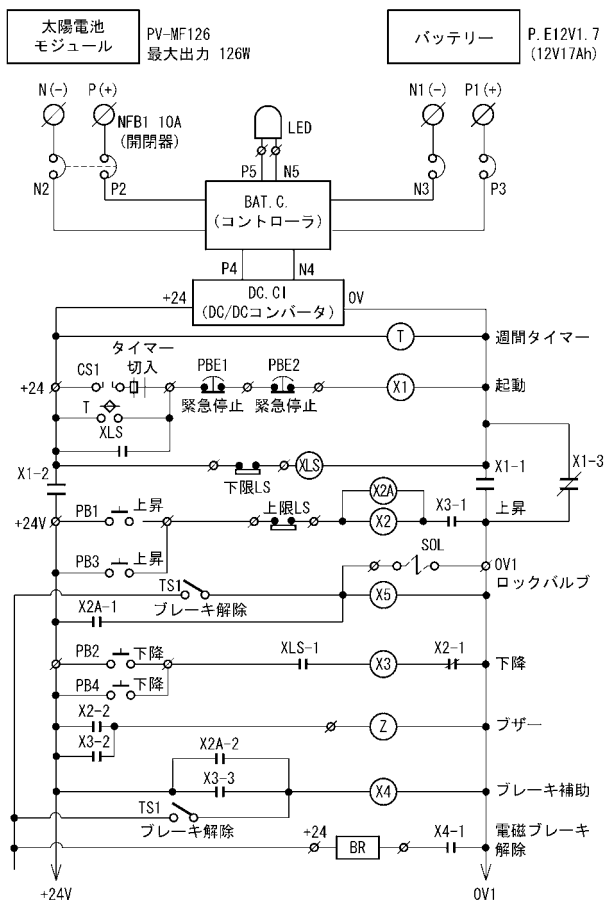 太陽電池
モジュール
PV-MF126
最大出力 126W
バッテリー
P.E12V1.7
(12V17Ah)
N(-)
P(+)
NFB1 10A
(開閉器)
LED
N1(-)
P1(+)
N2
P2
P5
N5
N3
P3
BAT.C.
(コントローラ)
P4
N4
+24
DC.CI
(DC/DCコンバータ)
0V
T
週間タイマー
タイマー
切入
CS1
PBE1
PBE2
+24
緊急停止
緊急停止
X1
起動
T
XLS
X1-2
下限LS
XLS
X1-1
X1-3
+24V
PB1
上昇
上限LS
X2A
X2
X3-1
上昇
PB3
上昇
SOL
0V1
ロックバルブ
TS1
ブレーキ解除
X5
X2A-1
PB2
下降
XLS-1
X3
X2-1
下降
PB4
下降
X2-2
X3-2
Z
ブザー
X2A-2
X3-3
X4
ブレーキ補助
TS1
ブレーキ解除
+24
BR
X4-1
電磁ブレーキ
解除
+24V
0V1